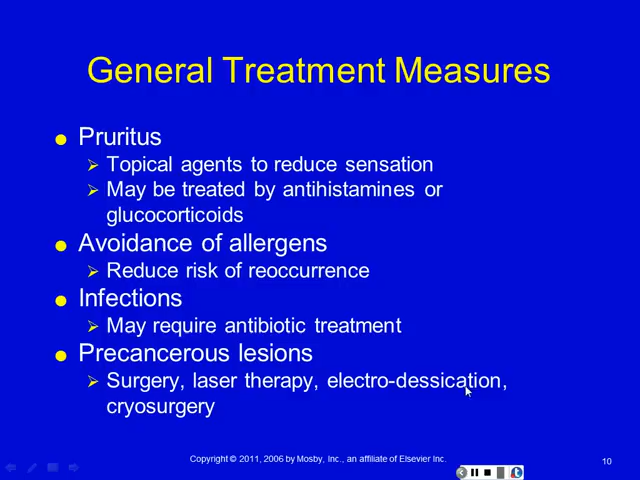 General Treatment Measures
Pruritus
Topical agents to reduce sensation
May be treated by antihistamines or
glucocorticoids
Avoidance of allergens
Reduce risk of reoccurrence
Infections
May require antibiotic treatment
Precancerous lesions
Surgery, laser therapy, electro-dessication,
cryosurgery
Copyright © 2011, 2006 by Mosby, Inc., an affiliate of Elsevier Inc.
10